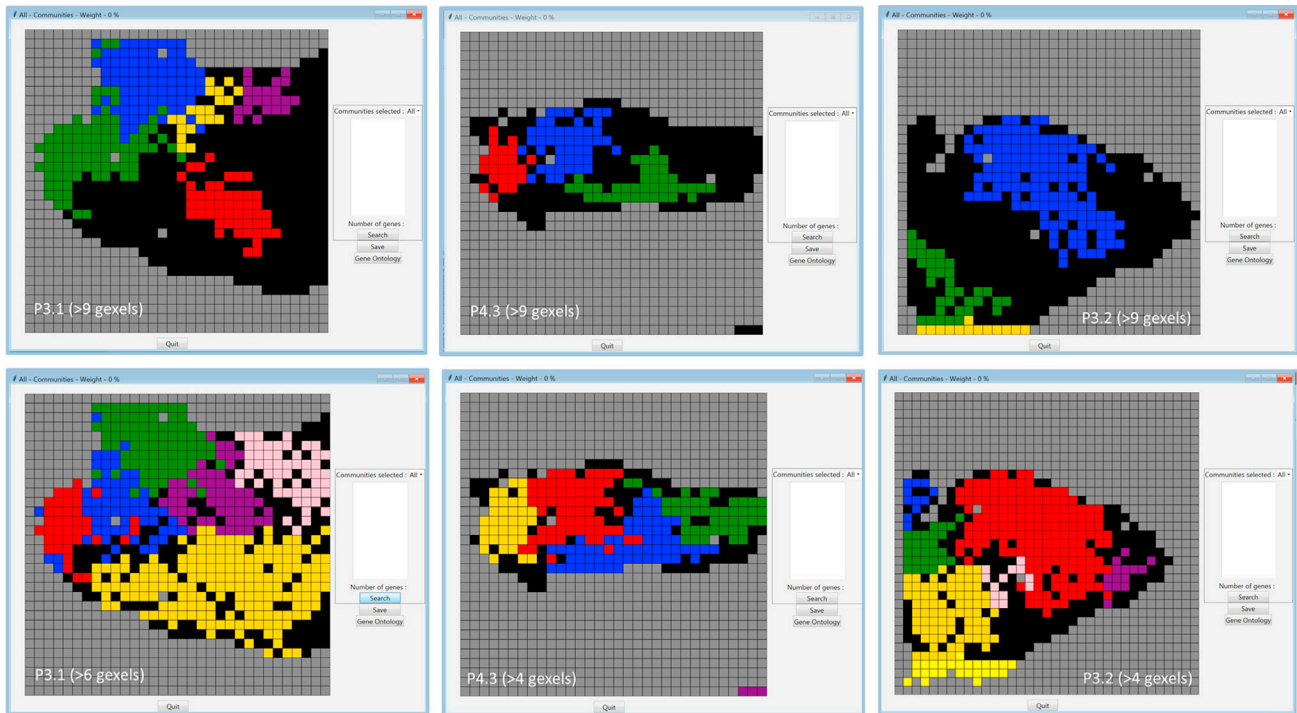 All - Communities - Weight - 0 %
Communities selected : All
Number of genes :
Search
Save
Gene Ontology
P3.1 (>9 gexels)
Quit
All - Communities - Weight - 0 %
Communities selected : All
Number of genes :
Search
Save
Gene Ontology
P4.3 (>9 gexels)
Quit
All - Communities - Weight - 0 %
Communities selected : All
Number of genes :
Search
Save
Gene Ontology
P3.2 (>9 gexels)
Quit
All - Communities - Weight - 0 %
Communities selected : All
Number of genes :
Search
Save
Gene Ontology
P3.1 (>6 gexels)
Quit
All - Communities - Weight - 0 %
Communities selected : All
Number of genes :
Search
Save
Gene Ontology
P4.3 (>4 gexels)
Quit
All - Communities - Weight - 0 %
Communities selected : All
Number of genes :
Search
Save
Gene Ontology
P3.2 (>4 gexels)
Quit